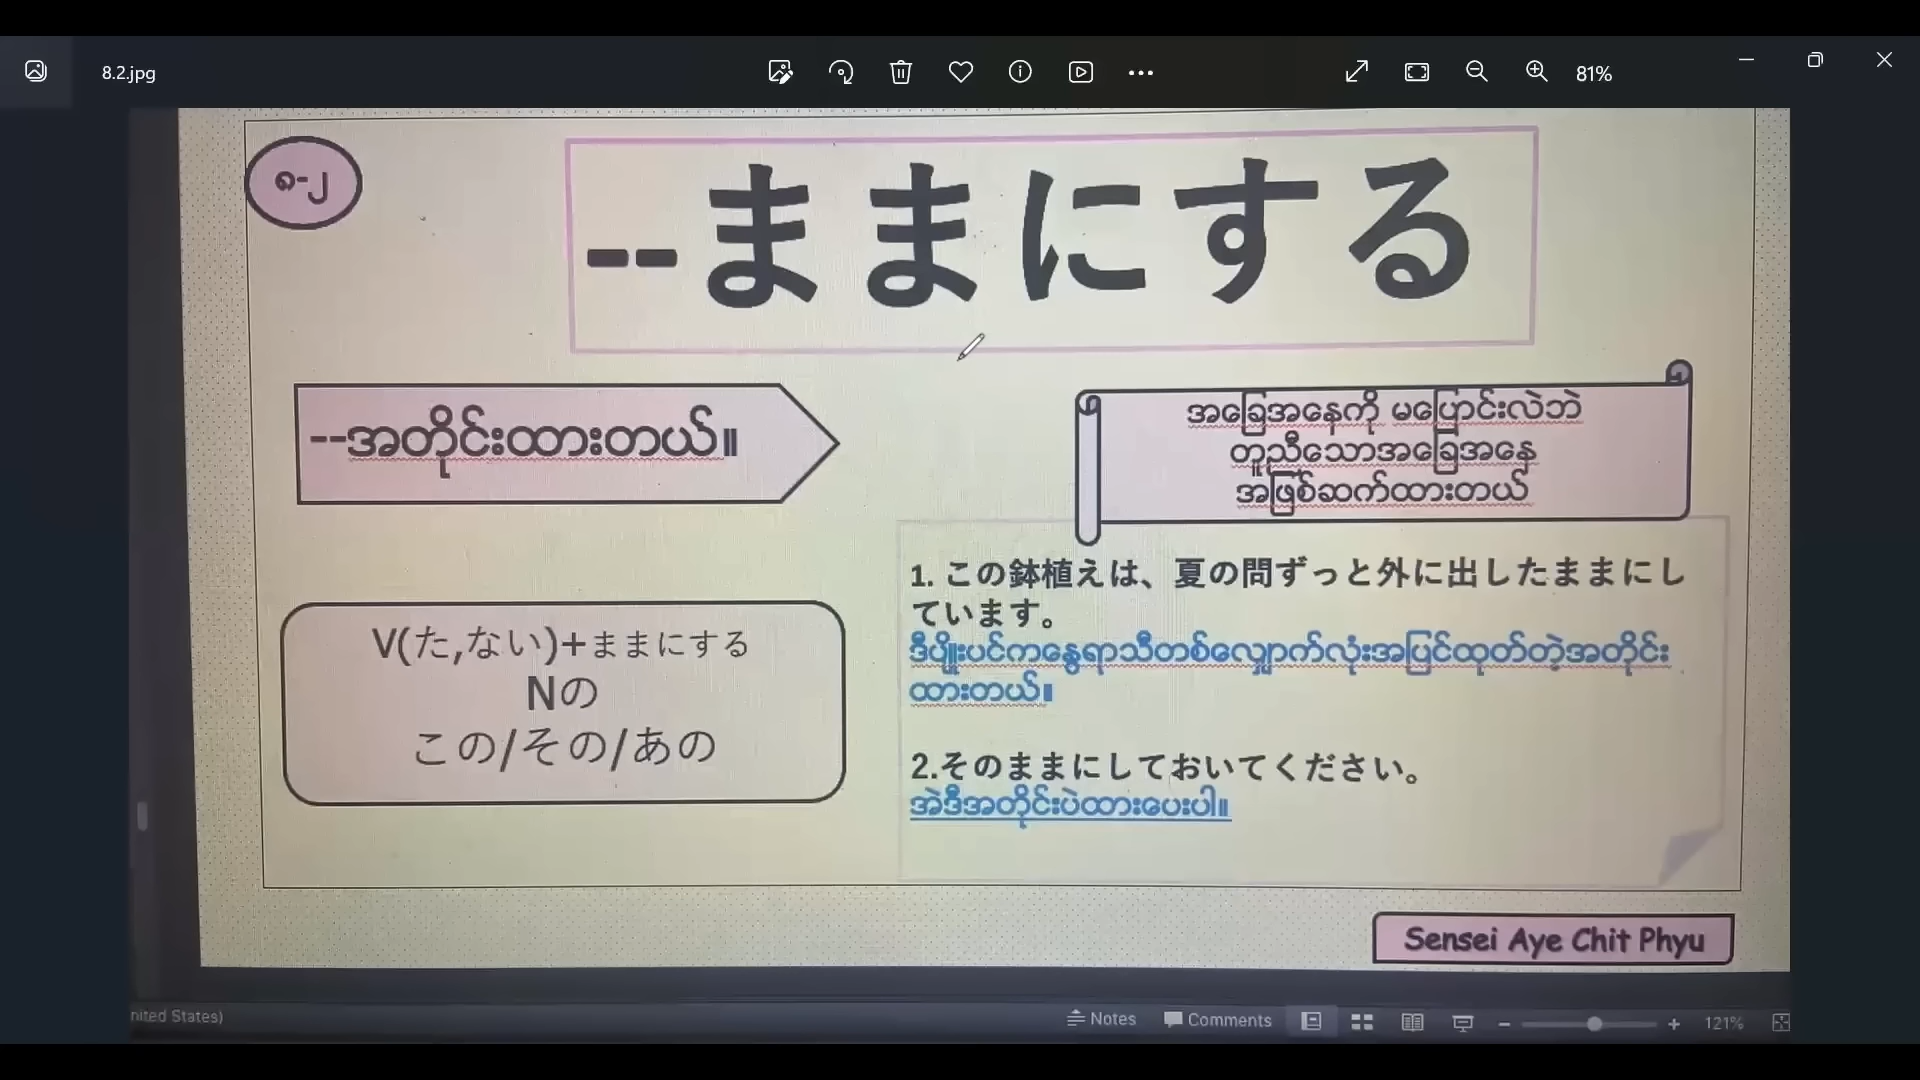 8.2.jpg
81%
၈-၂
--ままにする
--အတိုင်းထားတယ်။
အခြေအနေကို မပြောင်းလဲဘဲ
တူညီသောအခြေအနေ
အဖြစ်ဆက်ထားတယ်
V(た,ない)+ままにする
Nの
この/その/あの
1. この鉢植えは、夏の問ずっと外に出したままにし
ています。
ဒီပျိုးပင်ကနွေရာသီတစ်လျှောက်လုံးအပြင်ထုတ်တဲ့အတိုင်း
ထားတယ်။
2.そのままにしておいてください。
အဲဒီအတိုင်းပဲထားပေးပါ။
Sensei Aye Chit Phyu
nited States)
Notes
Comments
121%